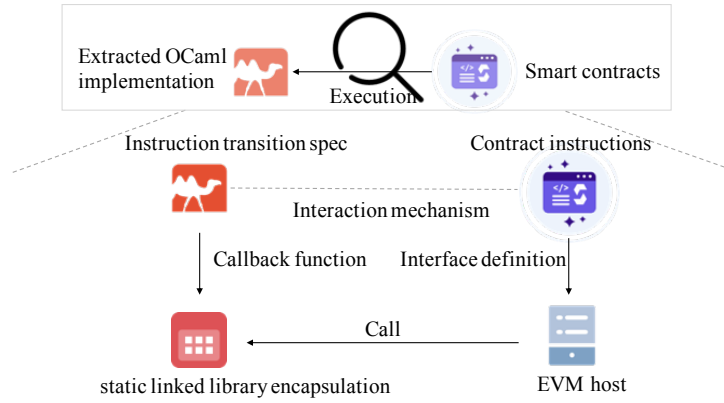 Extracted OCaml
implementation
Execution
Smart contracts
Instruction transition spec
Contract instructions
</>
Interaction mechanism
Callback function
Interface definition
Call
static linked library encapsulation
EVM host